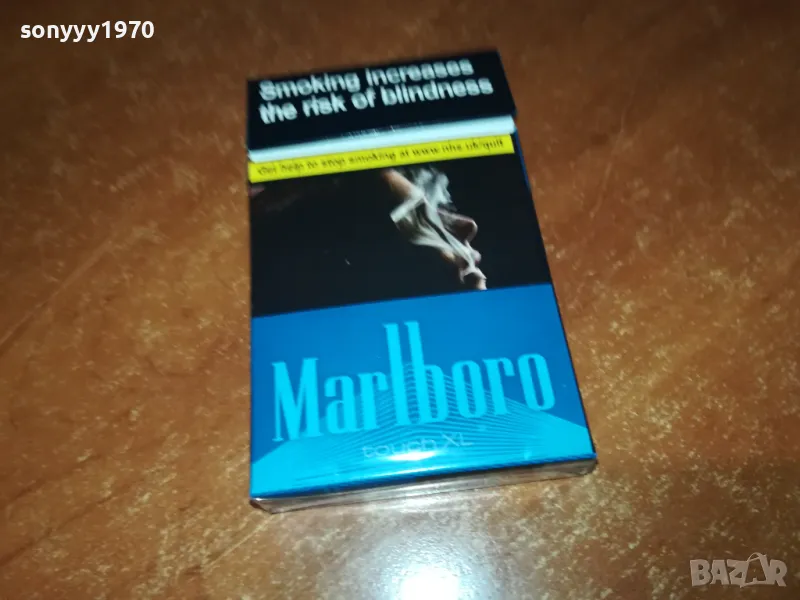 sonyyy1970
Smoking increases
the risk of blindness
Get help to stop smoking at www.nhs.uk/quit
Marlboro
touch XL
BAZAR